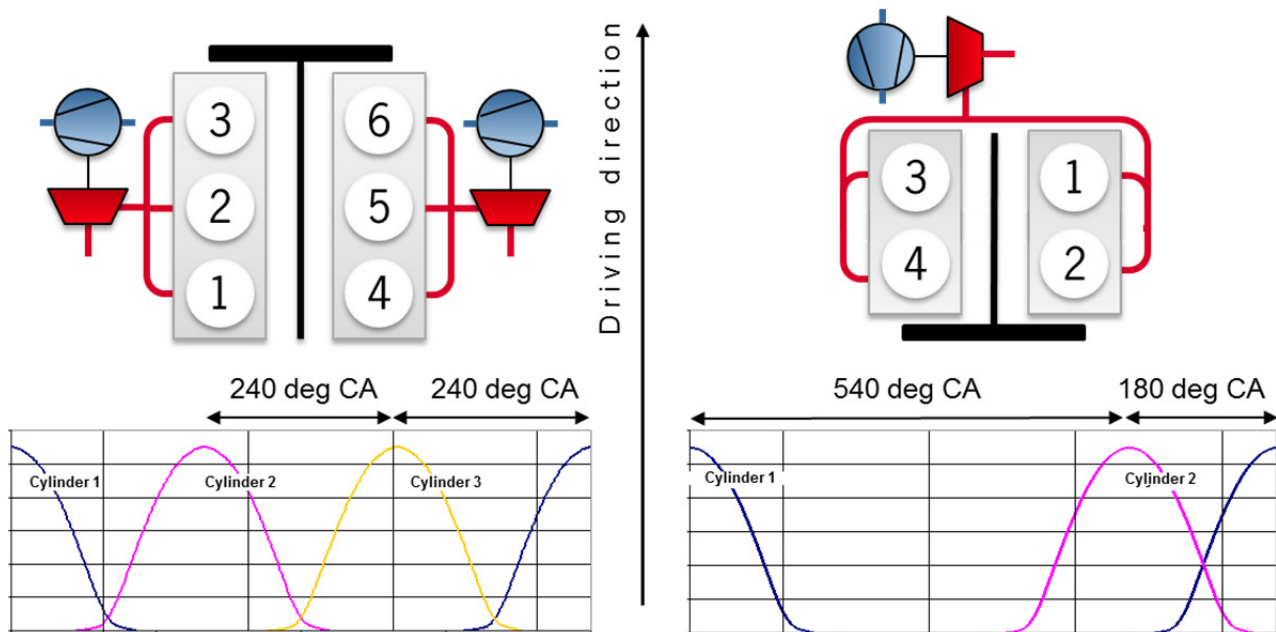 3
6
2
5
1
4
Driving direction
3
1
4
2
240 deg CA
240 deg CA
Cylinder 1
Cylinder 2
Cylinder 3
540 deg CA
180 deg CA
Cylinder 1
Cylinder 2